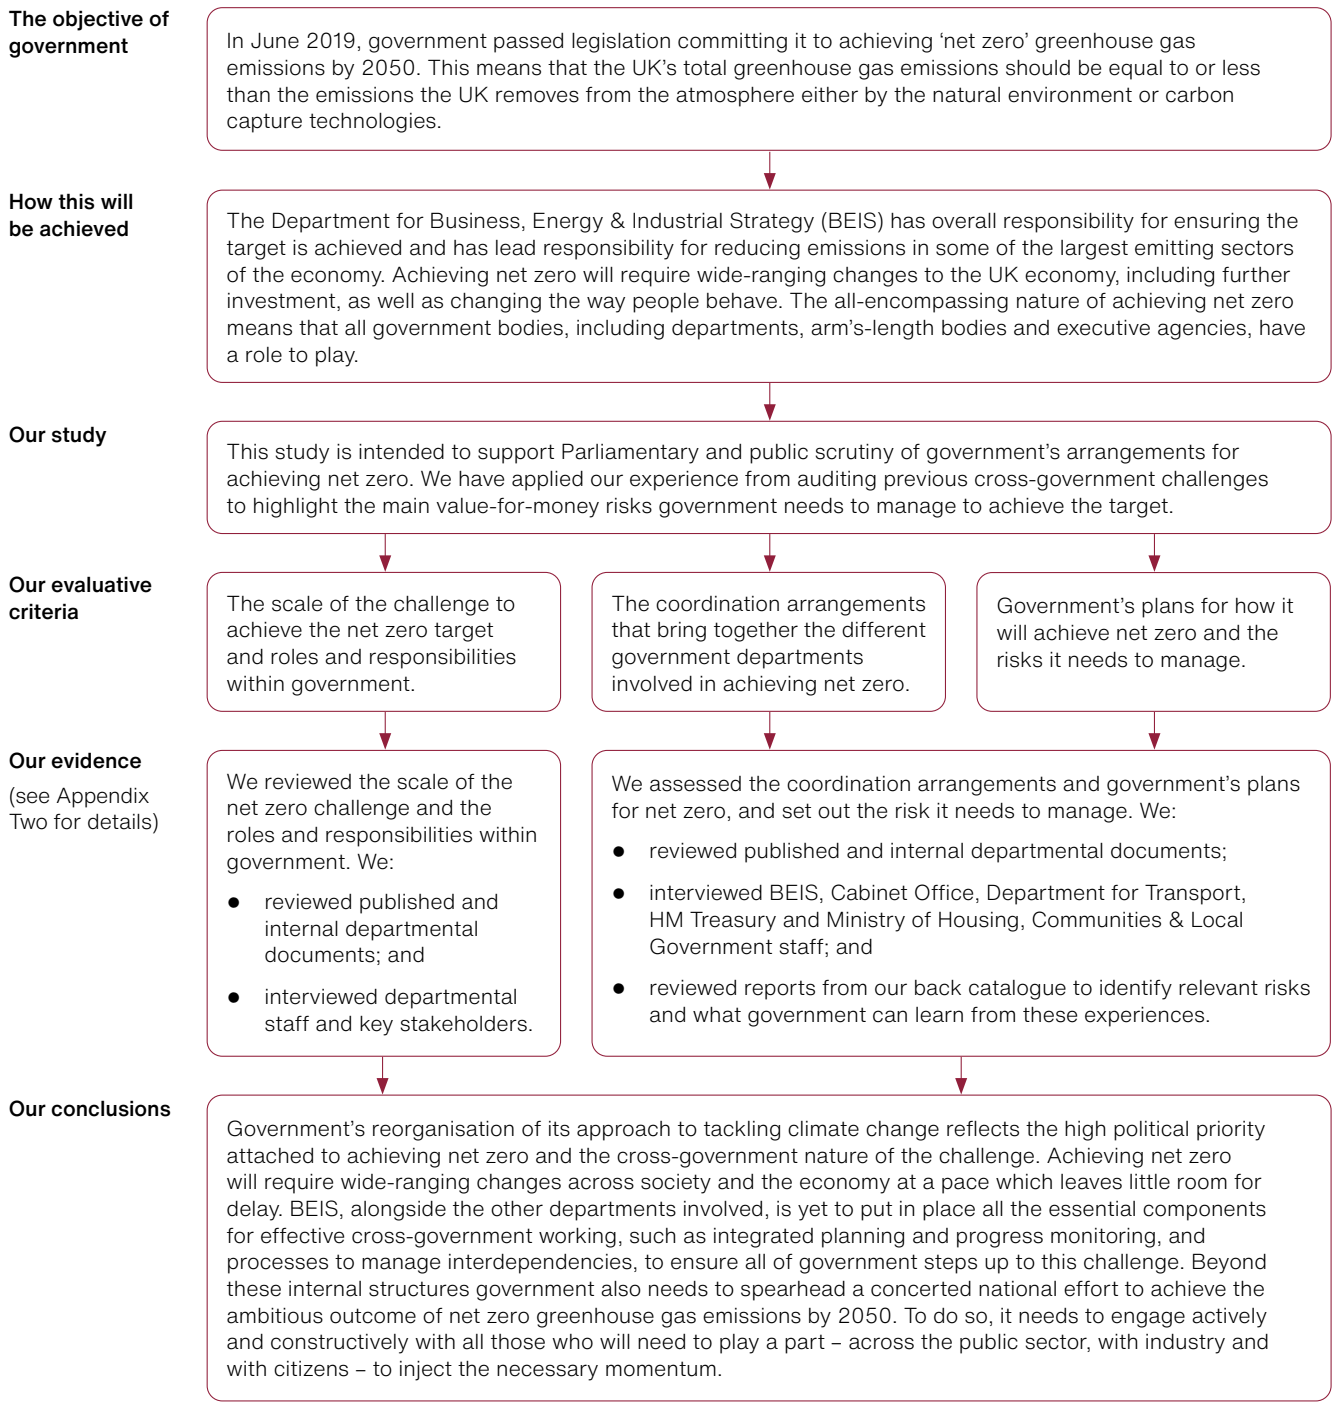 The objective of
government
In June 2019, government passed legislation committing it to achieving ‘net zero’ greenhouse gas
emissions by 2050. This means that the UK’s total greenhouse gas emissions should be equal to or less
than the emissions the UK removes from the atmosphere either by the natural environment or carbon
capture technologies.
How this will
be achieved
The Department for Business, Energy & Industrial Strategy (BEIS) has overall responsibility for ensuring the
target is achieved and has lead responsibility for reducing emissions in some of the largest emitting sectors
of the economy. Achieving net zero will require wide-ranging changes to the UK economy, including further
investment, as well as changing the way people behave. The all-encompassing nature of achieving net zero
means that all government bodies, including departments, arm’s-length bodies and executive agencies, have
a role to play.
Our study
This study is intended to support Parliamentary and public scrutiny of government’s arrangements for
achieving net zero. We have applied our experience from auditing previous cross-government challenges
to highlight the main value-for-money risks government needs to manage to achieve the target.
Our evaluative
criteria
The scale of the challenge to
achieve the net zero target
and roles and responsibilities
within government.
The coordination arrangements
that bring together the different
government departments
involved in achieving net zero.
Government’s plans for how it
will achieve net zero and the
risks it needs to manage.
Our evidence
(see Appendix
Two for details)
We reviewed the scale of the
net zero challenge and the
roles and responsibilities within
government. We:
● reviewed published and
internal departmental
documents; and
● interviewed departmental
staff and key stakeholders.
We assessed the coordination arrangements and government’s plans
for net zero, and set out the risk it needs to manage. We:
● reviewed published and internal departmental documents;
● interviewed BEIS, Cabinet Office, Department for Transport,
HM Treasury and Ministry of Housing, Communities & Local
Government staff; and
● reviewed reports from our back catalogue to identify relevant risks
and what government can learn from these experiences.
Our conclusions
Government’s reorganisation of its approach to tackling climate change reflects the high political priority
attached to achieving net zero and the cross-government nature of the challenge. Achieving net zero
will require wide-ranging changes across society and the economy at a pace which leaves little room for
delay. BEIS, alongside the other departments involved, is yet to put in place all the essential components
for effective cross-government working, such as integrated planning and progress monitoring, and
processes to manage interdependencies, to ensure all of government steps up to this challenge. Beyond
these internal structures government also needs to spearhead a concerted national effort to achieve the
ambitious outcome of net zero greenhouse gas emissions by 2050. To do so, it needs to engage actively
and constructively with all those who will need to play a part – across the public sector, with industry and
with citizens – to inject the necessary momentum.